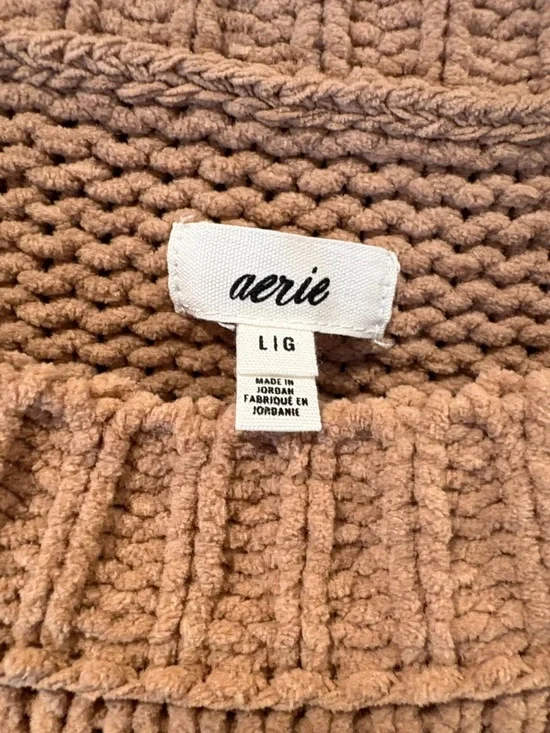 aerie
L|G
MADE IN
JORDAN
FABRIQUÉ EN
JORDANIE